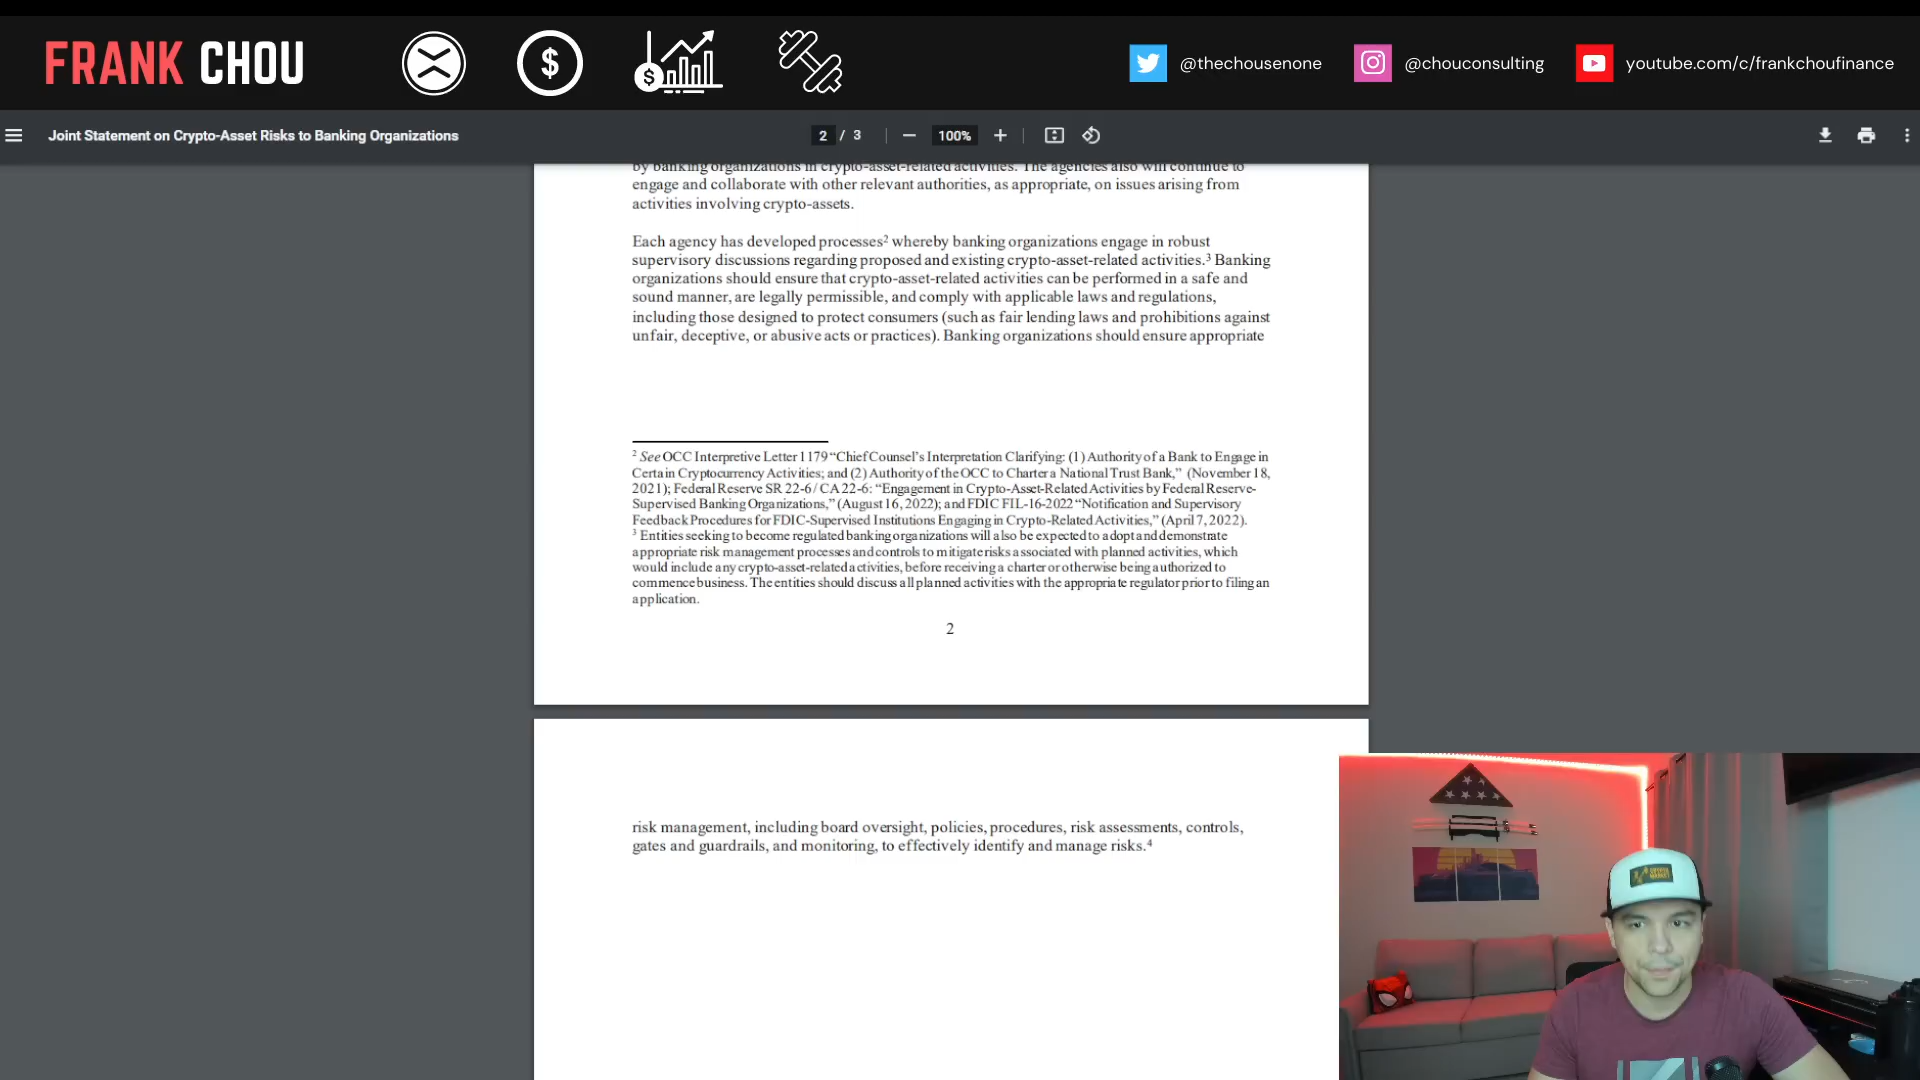 FRANK CHOU
@thechousenone
@chouconsulting
youtube.com/c/frankchoufinance
Joint Statement on Crypto-Asset Risks to Banking Organizations
2 / 3
100%
by banking organizations in crypto-asset-related activities. The agencies also will continue to
engage and collaborate with other relevant authorities, as appropriate, on issues arising from
activities involving crypto-assets.
Each agency has developed processes² whereby banking organizations engage in robust
supervisory discussions regarding proposed and existing crypto-asset-related activities.³ Banking
organizations should ensure that crypto-asset-related activities can be performed in a safe and
sound manner, are legally permissible, and comply with applicable laws and regulations,
including those designed to protect consumers (such as fair lending laws and prohibitions against
unfair, deceptive, or abusive acts or practices). Banking organizations should ensure appropriate
² See OCC Interpretive Letter 1179 “Chief Counsel’s Interpretation Clarifying: (1) Authority of a Bank to Engage in
Certain Cryptocurrency Activities; and (2) Authority of the OCC to Charter a National Trust Bank,” (November 18,
2021); Federal Reserve SR 22-6 / CA 22-6: “Engagement in Crypto-Asset-Related Activities by Federal Reserve-
Supervised Banking Organizations,” (August 16, 2022); and FDIC FIL-16-2022 “Notification and Supervisory
Feedback Procedures for FDIC-Supervised Institutions Engaging in Crypto-Related Activities,” (April 7, 2022).
³ Entities seeking to become regulated banking organizations will also be expected to adopt and demonstrate
appropriate risk management processes and controls to mitigate risks associated with planned activities, which
would include any crypto-asset-related activities, before receiving a charter or otherwise being authorized to
commence business. The entities should discuss all planned activities with the appropriate regulator prior to filing an
application.
2
risk management, including board oversight, policies, procedures, risk assessments, controls,
gates and guardrails, and monitoring, to effectively identify and manage risks.⁴